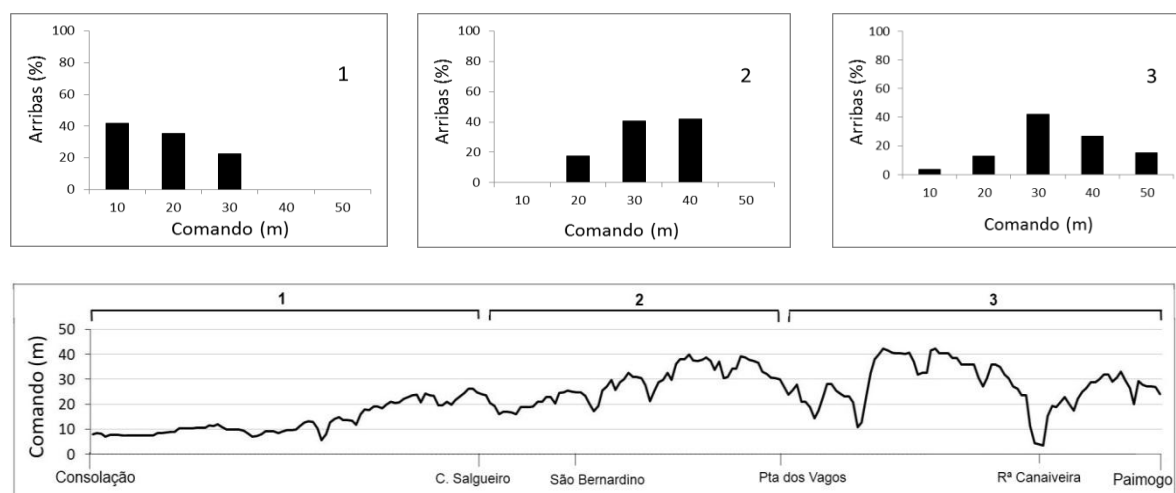 100
80
60
40
20
0
Arribas (%)
1
10 20 30 40 50
Comando (m)
100
80
60
40
20
0
Arribas (%)
2
10 20 30 40 50
Comando (m)
100
80
60
40
20
0
Arribas (%)
3
10 20 30 40 50
Comando (m)
1 2 3
50
40
30
20
10
0
Comando (m)
Consolação C. Salgueiro São Bernardino Pta dos Vagos Rª Canaiveira Paimogo